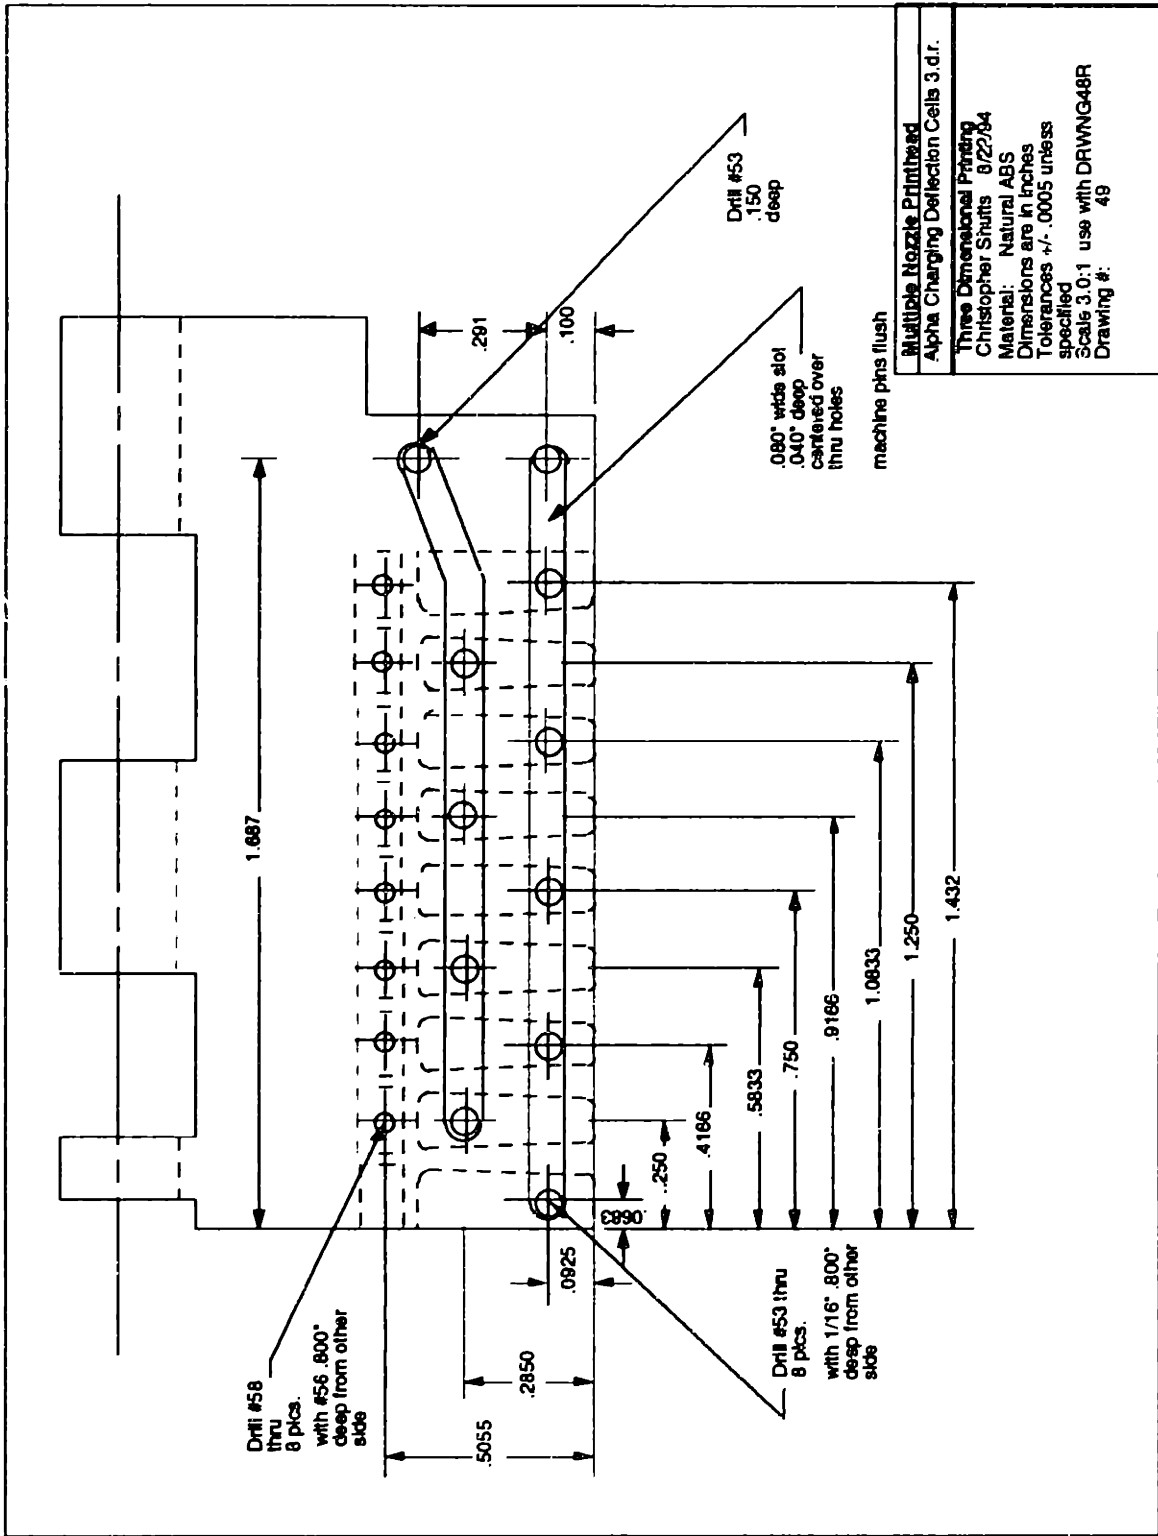 Drill #58
thru
8 plcs.
with #56 .800"
deep from other
side
.5055
.2850
.0925
Drill #53 thru
8 plcs.
with 1/16" .800"
deep from other
side
1.687
.0683
.250
.4166
.5833
.750
.9166
1.0833
1.250
1.432
.291
.100
Drill #53
.150
deep
.080" wide slot
.040" deep
centered over
thru holes
machine pins flush
Multiple Nozzle Printhead
Alpha Charging Deflection Cells 3.d.r.
Three Dimensional Printing
Christopher Shutts 8/22/94
Material: Natural ABS
Dimensions are in Inches
Tolerances +/- .0005 unless
specified
Scale 3.0:1 use with DRWNG48R
Drawing #: 49